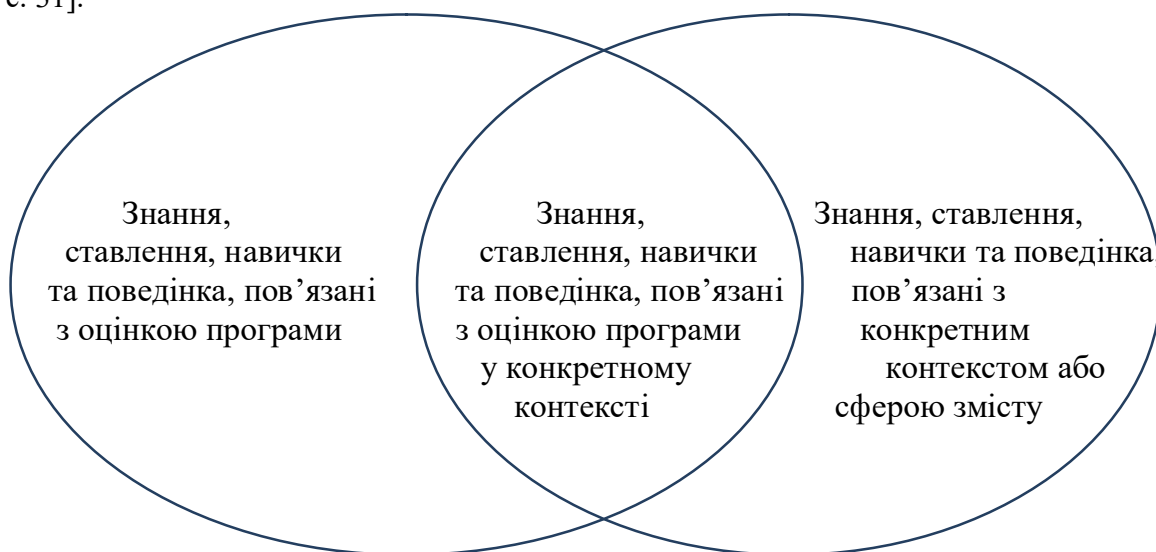 с. 31].
Знання,
ставлення, навички
та поведінка, пов’язані
з оцінкою програми
Знання,
ставлення, навички
та поведінка, пов’язані
з оцінкою програми
у конкретному
контексті
Знання, ставлення,
навички та поведінка,
пов’язані з
конкретним
контекстом або
сферою змісту